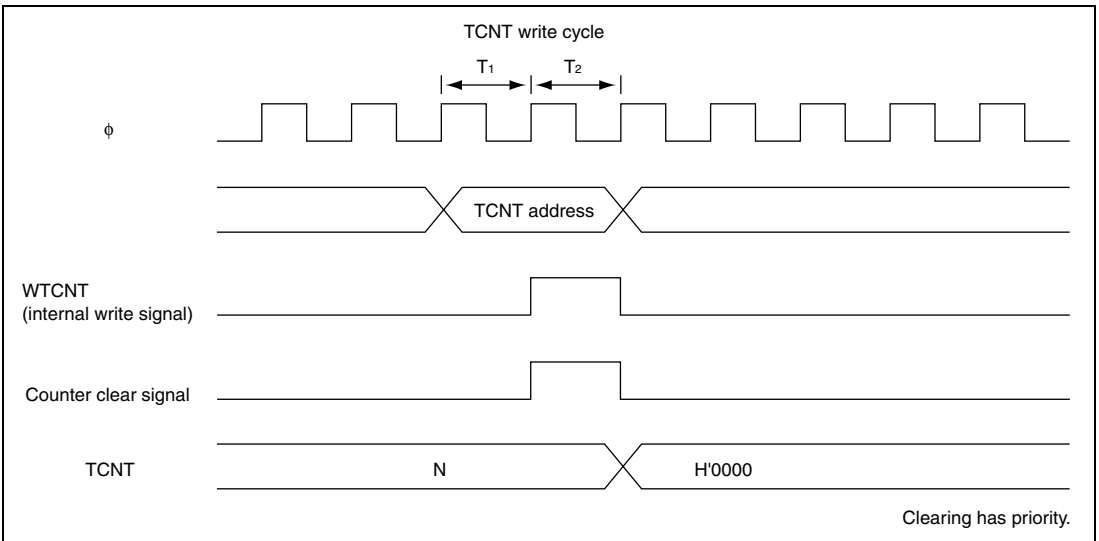 TCNT write cycle
T1 T2
ϕ
TCNT address
WTCNT
(internal write signal)
Counter clear signal
TCNT N H'0000
Clearing has priority.